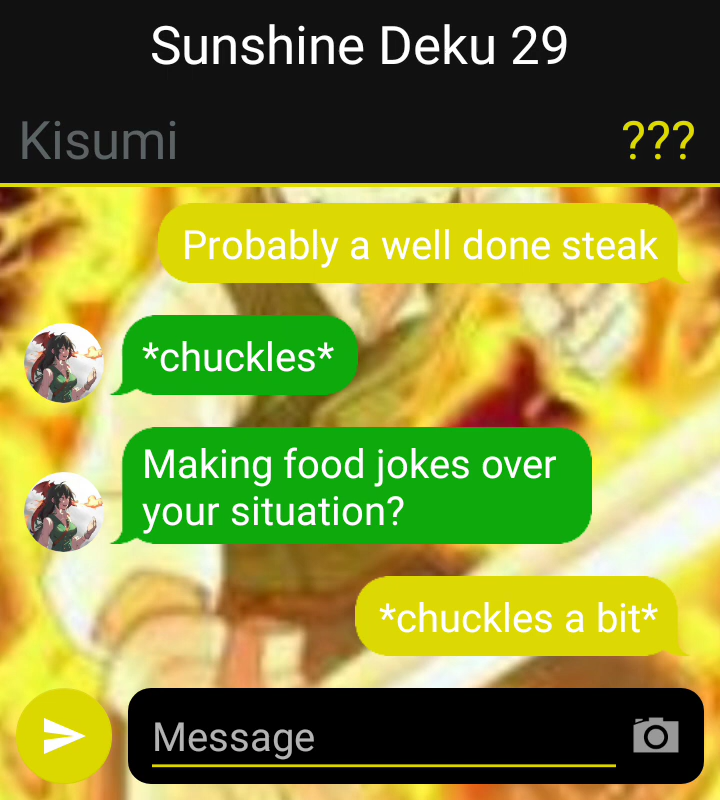 Sunshine Deku 29
Kisumi
???
Probably a well done steak
*chuckles*
Making food jokes over
your situation?
*chuckles a bit*
Message